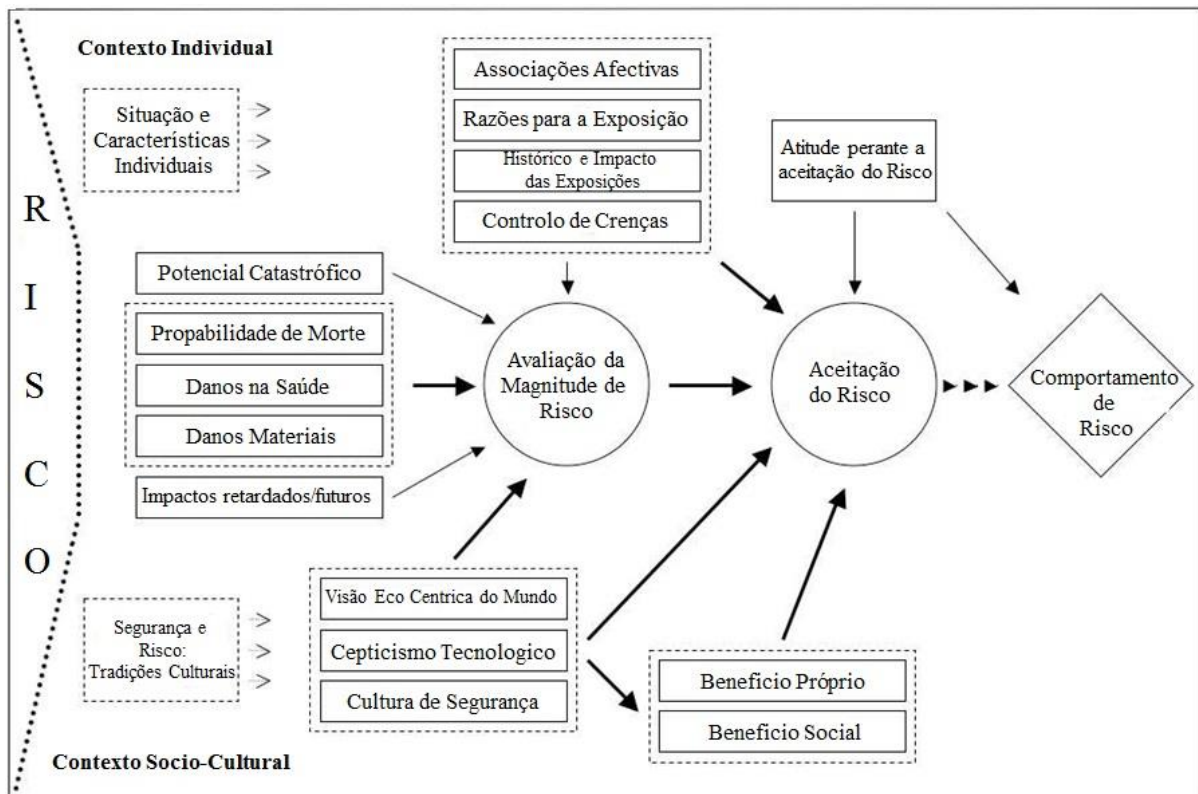 Contexto Individual
Situação e
Características
Individuais
Associações Afectivas
Razões para a Exposição
Histórico e Impacto
das Exposições
Controlo de Crenças
Atitude perante a
aceitação do Risco
R
I
S
C
O
Potencial Catastrófico
Propabilidade de Morte
Danos na Saúde
Danos Materiais
Impactos retardados/futuros
Avaliação da
Magnitude de
Risco
Aceitação
do Risco
Comportamento
de
Risco
Segurança e
Risco:
Tradições Culturais
Visão Eco Centrica do Mundo
Cepticismo Tecnologico
Cultura de Segurança
Beneficio Próprio
Beneficio Social
Contexto Socio-Cultural